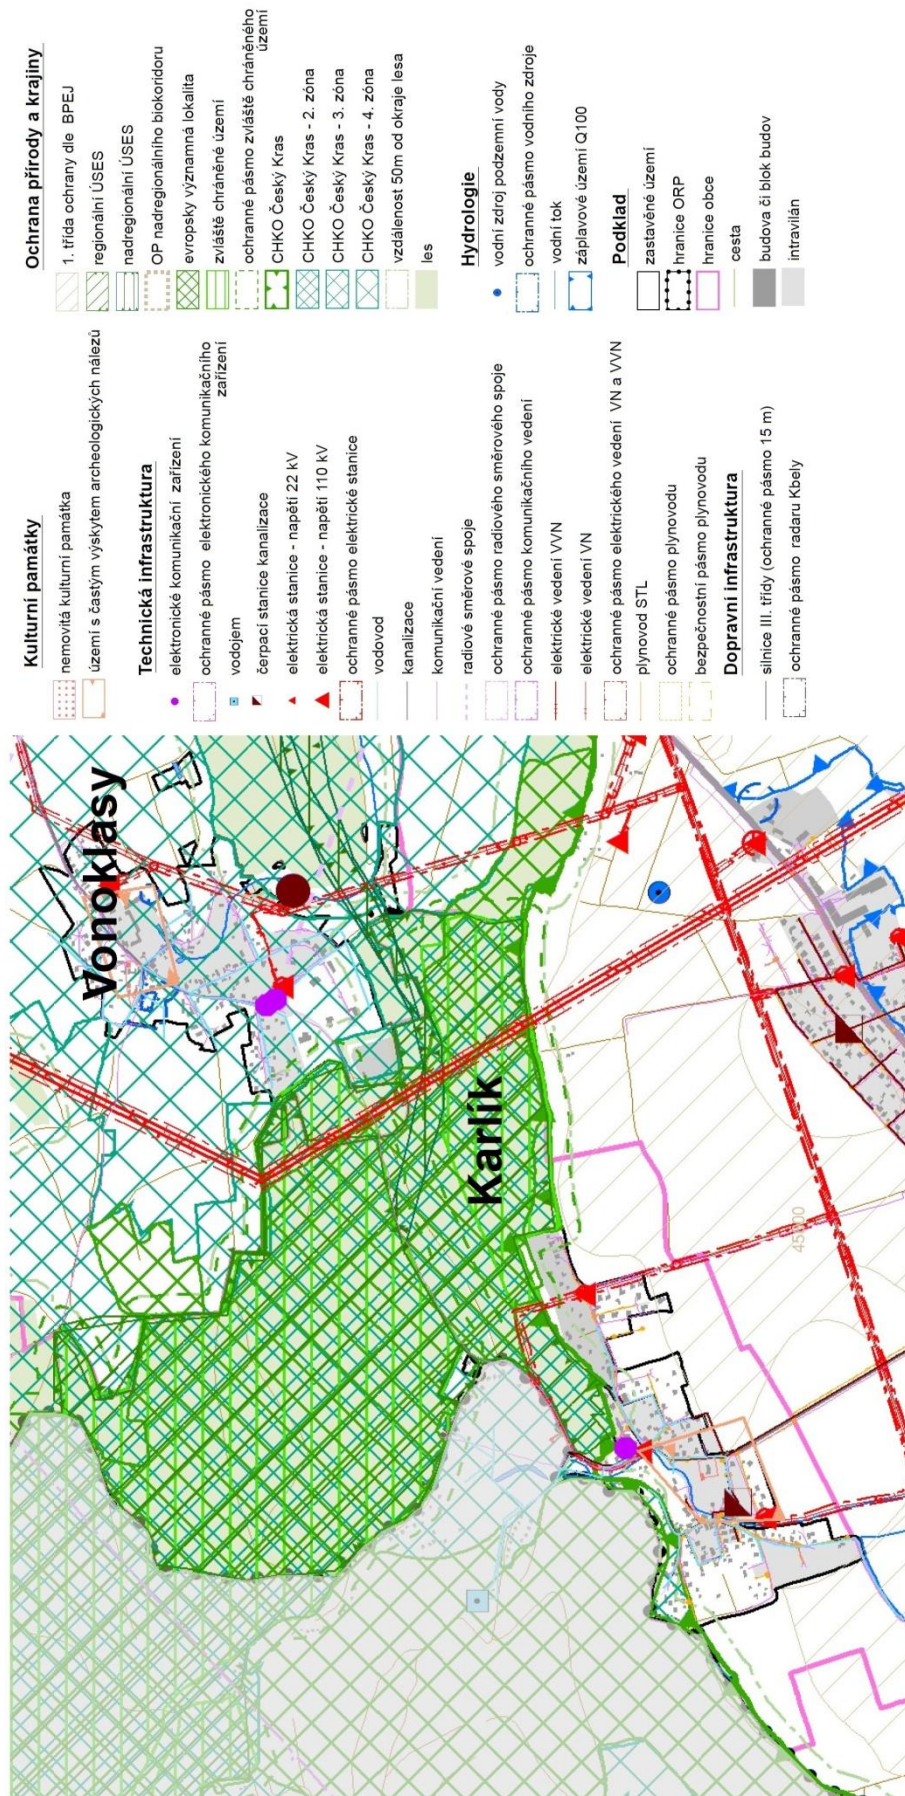 Kulturní památky
nemovitá kulturní památka
území s častým výskytem archeologických nálezů
Technická infrastruktura
elektronické komunikační zařízení
ochranné pásmo elektronického komunikačního
zařízení
vodojem
čerpací stanice kanalizace
elektrická stanice - napětí 22 kV
elektrická stanice - napětí 110 kV
ochranné pásmo elektrické stanice
vodovod
kanalizace
komunikační vedení
radiové směrové spoje
ochranné pásmo radiového směrového spoje
ochranné pásmo komunikačního vedení
elektrické vedení VVN
elektrické vedení VN
ochranné pásmo elektrického vedení VN a VVN
plynovod STL
ochranné pásmo plynovodu
bezpečnostní pásmo plynovodu
Dopravní infrastruktura
silnice III. třídy (ochranné pásmo 15 m)
ochranné pásmo radaru Kbely
Ochrana přírody a krajiny
1. třída ochrany dle BPEJ
regionální ÚSES
nadregionální ÚSES
OP nadregionálního biokoridoru
evropsky významná lokalita
zvláště chráněné území
ochranné pásmo zvláště chráněného
území
CHKO Český Kras
CHKO Český Kras - 2. zóna
CHKO Český Kras - 3. zóna
CHKO Český Kras - 4. zóna
vzdálenost 50m od okraje lesa
les
Hydrologie
vodní zdroj podzemní vody
ochranné pásmo vodního zdroje
vodní tok
záplavové území Q100
Podklad
zastavěné území
hranice ORP
hranice obce
cesta
budova či blok budov
intravilán
Vonoklasy
Karlík